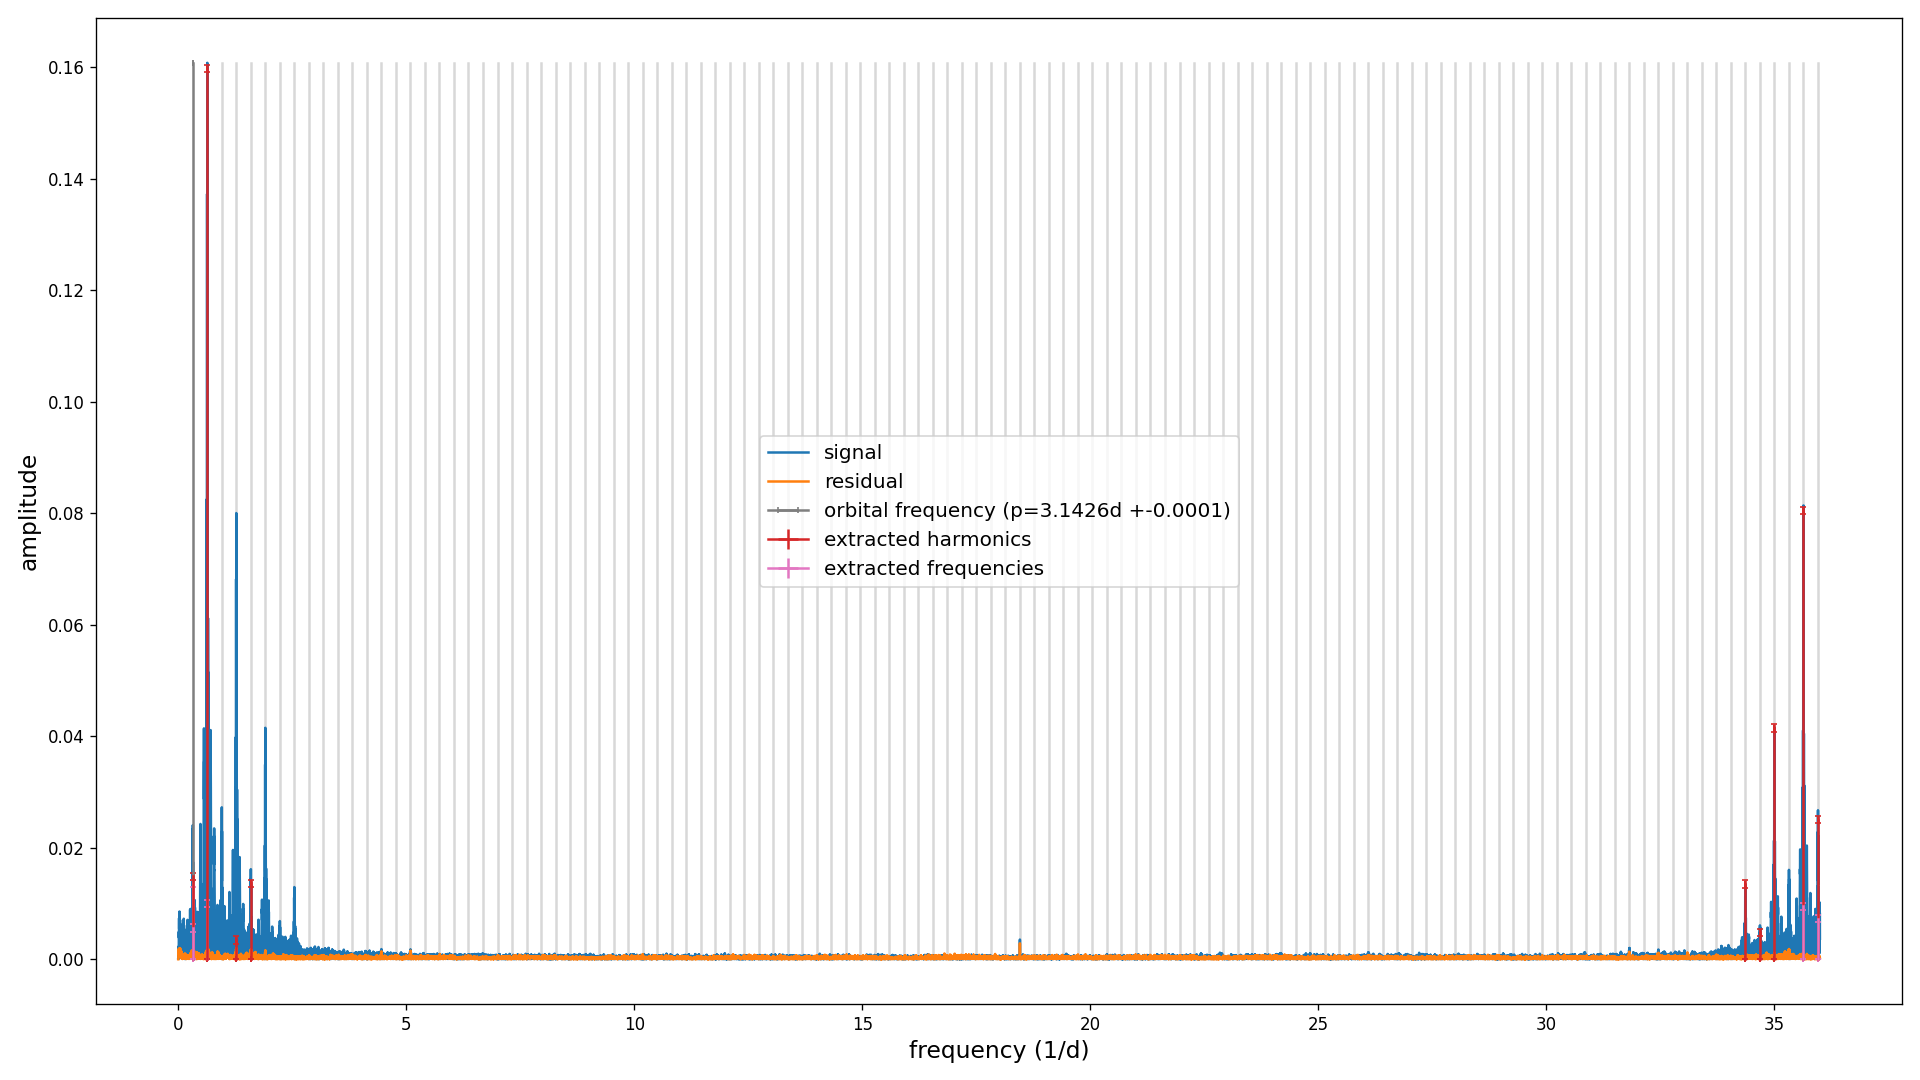 0.16
0.14
0.12
0.10
0.08
0.06
0.04
0.02
0.00
amplitude
signal
residual
orbital frequency (p=3.1426d +-0.0001)
extracted harmonics
extracted frequencies
0 5 10 15 20 25 30 35
frequency (1/d)